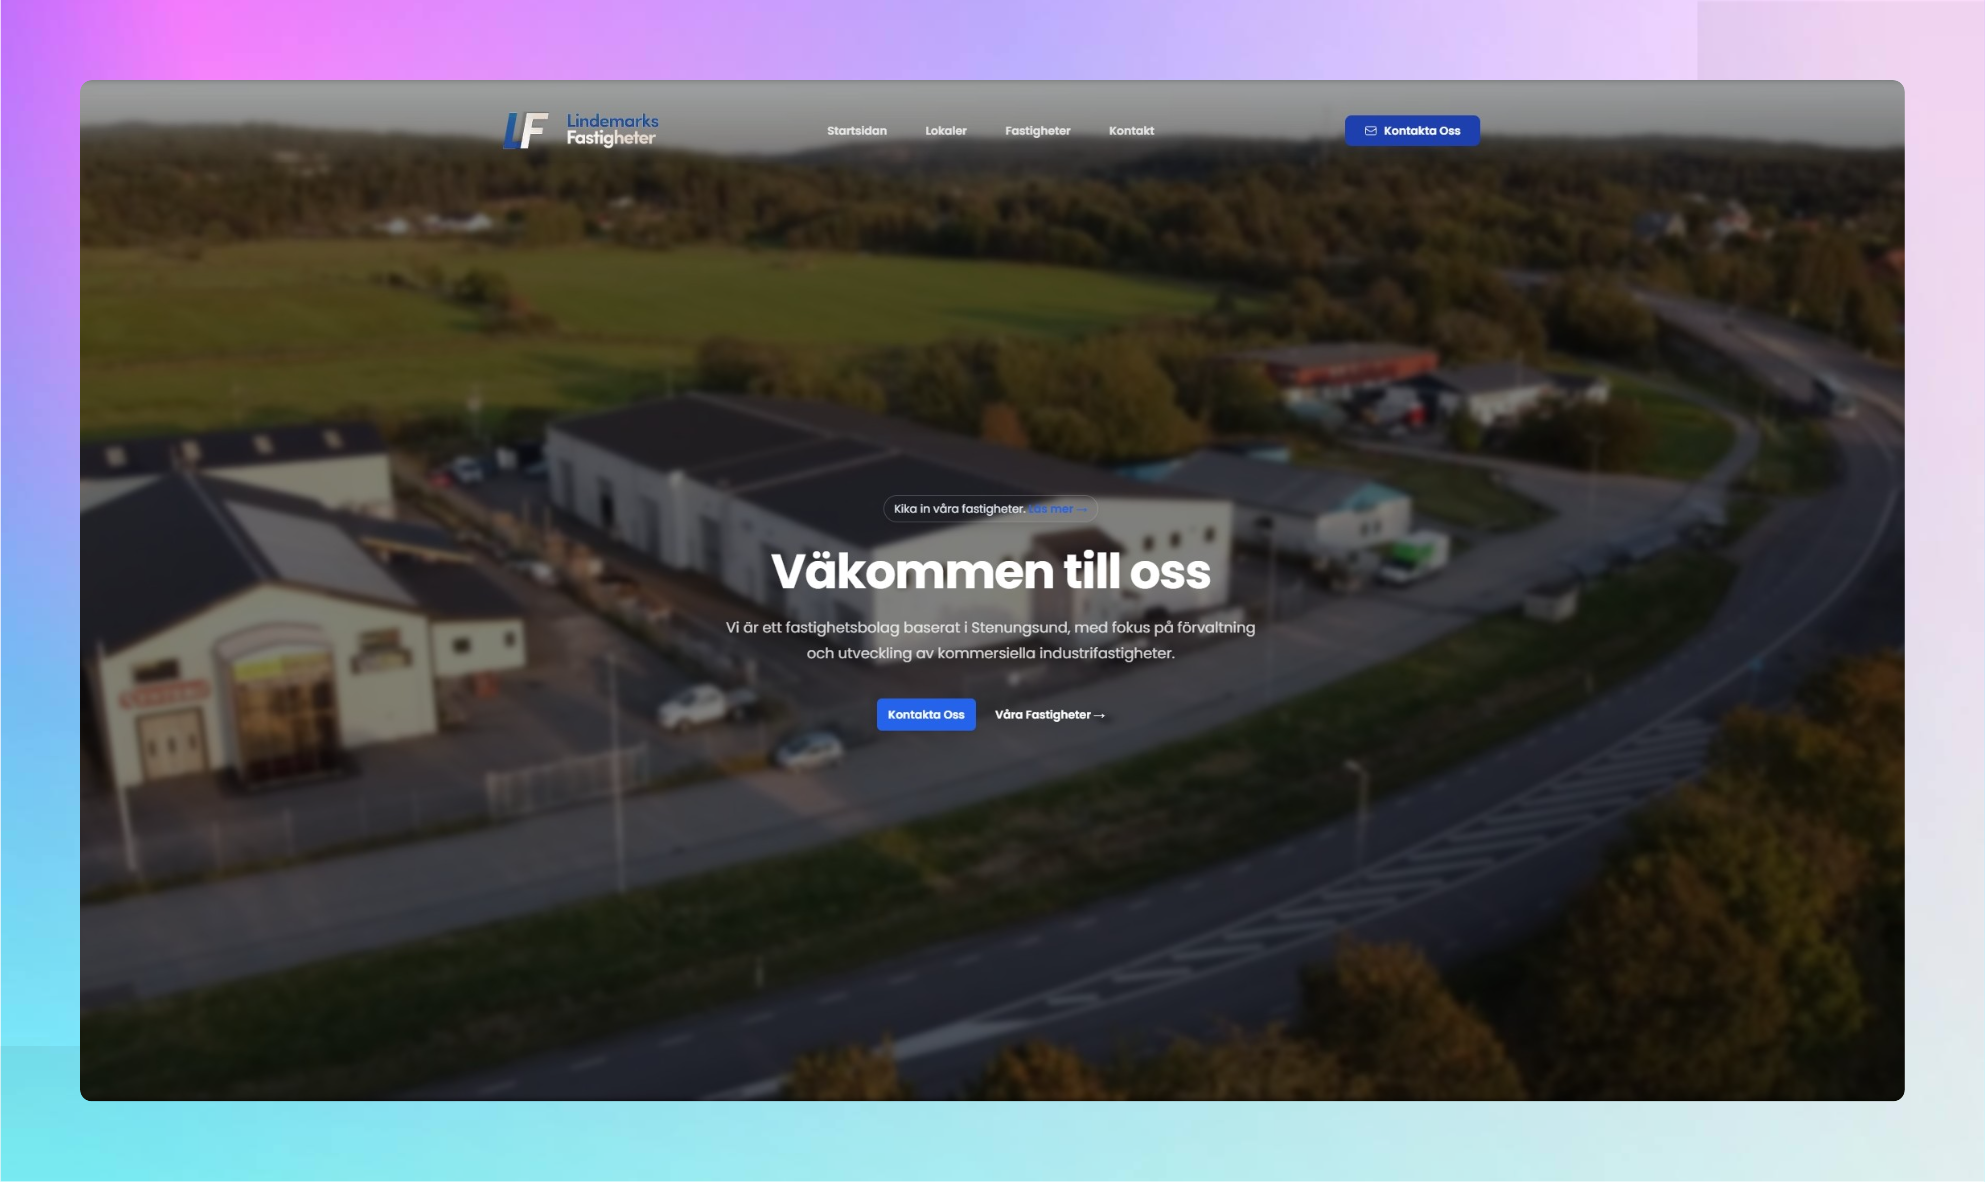 Lindemarks
Fastigheter
Startsidan Lokaler Fastigheter Kontakt
Kontakta Oss
Kika in våra fastigheter. Läs mer →
Väkommen till oss
Vi är ett fastighetsbolag baserat i Stenungsund, med fokus på förvaltning
och utveckling av kommersiella industrifastigheter.
Kontakta Oss
Våra Fastigheter →